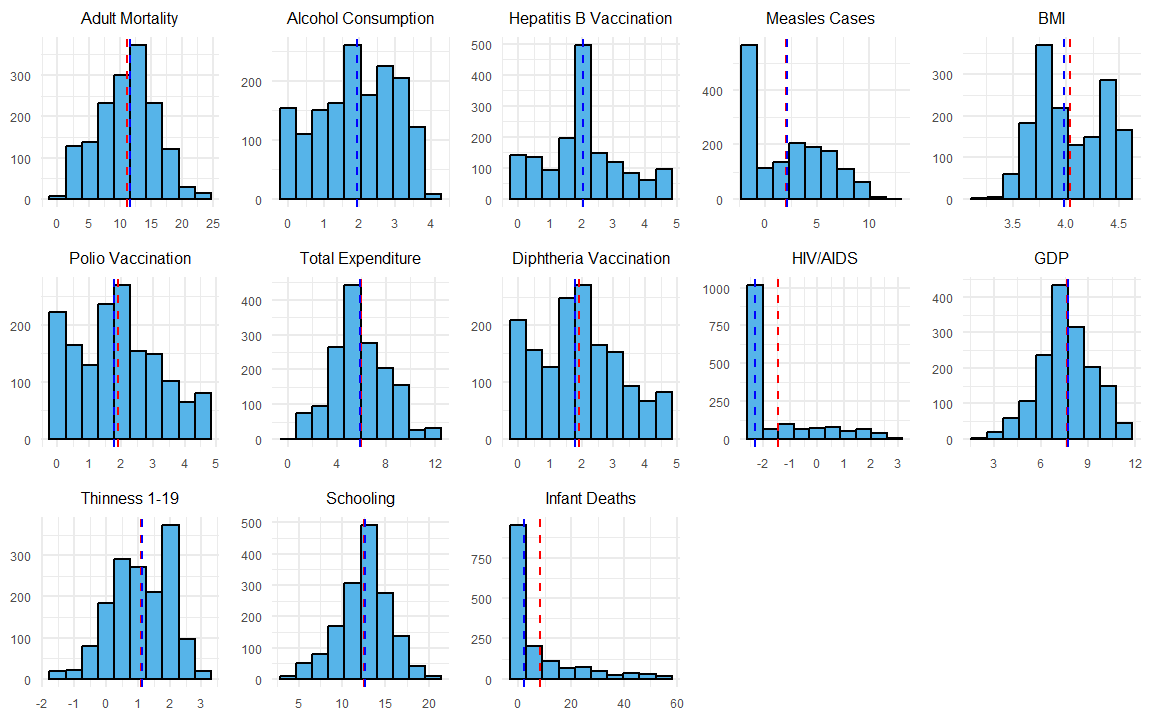 Adult Mortality
300
200
100
0
0 5 10 15 20 25
Alcohol Consumption
200
100
0
0 1 2 3 4
Hepatitis B Vaccination
500
400
300
200
100
0
0 1 2 3 4 5
Measles Cases
400
200
0
0 5 10
BMI
300
200
100
0
3.5 4.0 4.5
Polio Vaccination
200
100
0
0 1 2 3 4 5
Total Expenditure
400
300
200
100
0
0 4 8 12
Diphtheria Vaccination
200
100
0
0 1 2 3 4 5
HIV/AIDS
1000
750
500
250
0
-2 -1 0 1 2 3
GDP
400
300
200
100
0
3 6 9 12
Thinness 1-19
300
200
100
0
-2 -1 0 1 2 3
Schooling
500
400
300
200
100
0
5 10 15 20
Infant Deaths
750
500
250
0
0 20 40 60